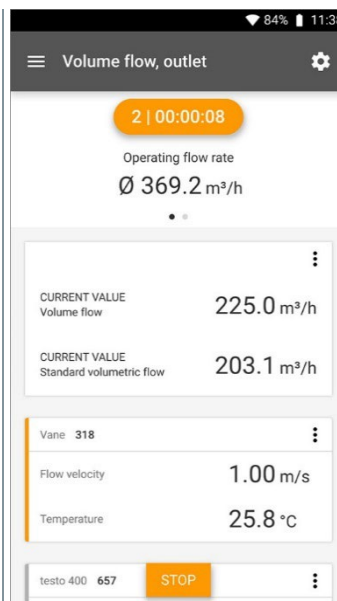 84% 11:38
Volume flow, outlet
2 | 00:00:08
Operating flow rate
Ø 369.2 m³/h
CURRENT VALUE
Volume flow 225.0 m³/h
CURRENT VALUE
Standard volumetric flow 203.1 m³/h
Vane 318
Flow velocity 1.00 m/s
Temperature 25.8 °C
testo 400 657 STOP